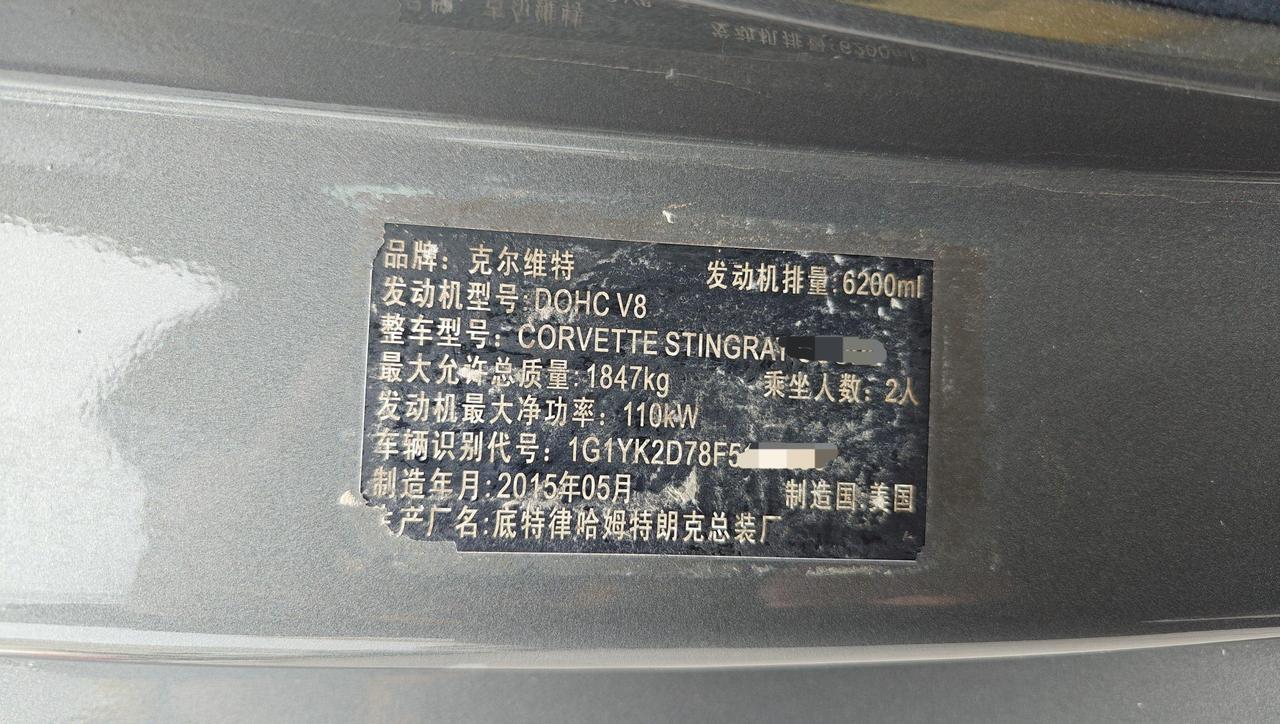 品牌：克尔维特
发动机排量:6200ml
发动机型号:DOHC V8
整车型号：CORVETTE STINGRAY
最大允许总质量:1847kg
乘坐人数：2人
发动机最大净功率：110kW
车辆识别代号：1G1YK2D78F5
制造年月:2015年05月
制造国:美国
产厂名:底特律哈姆特朗克总装厂